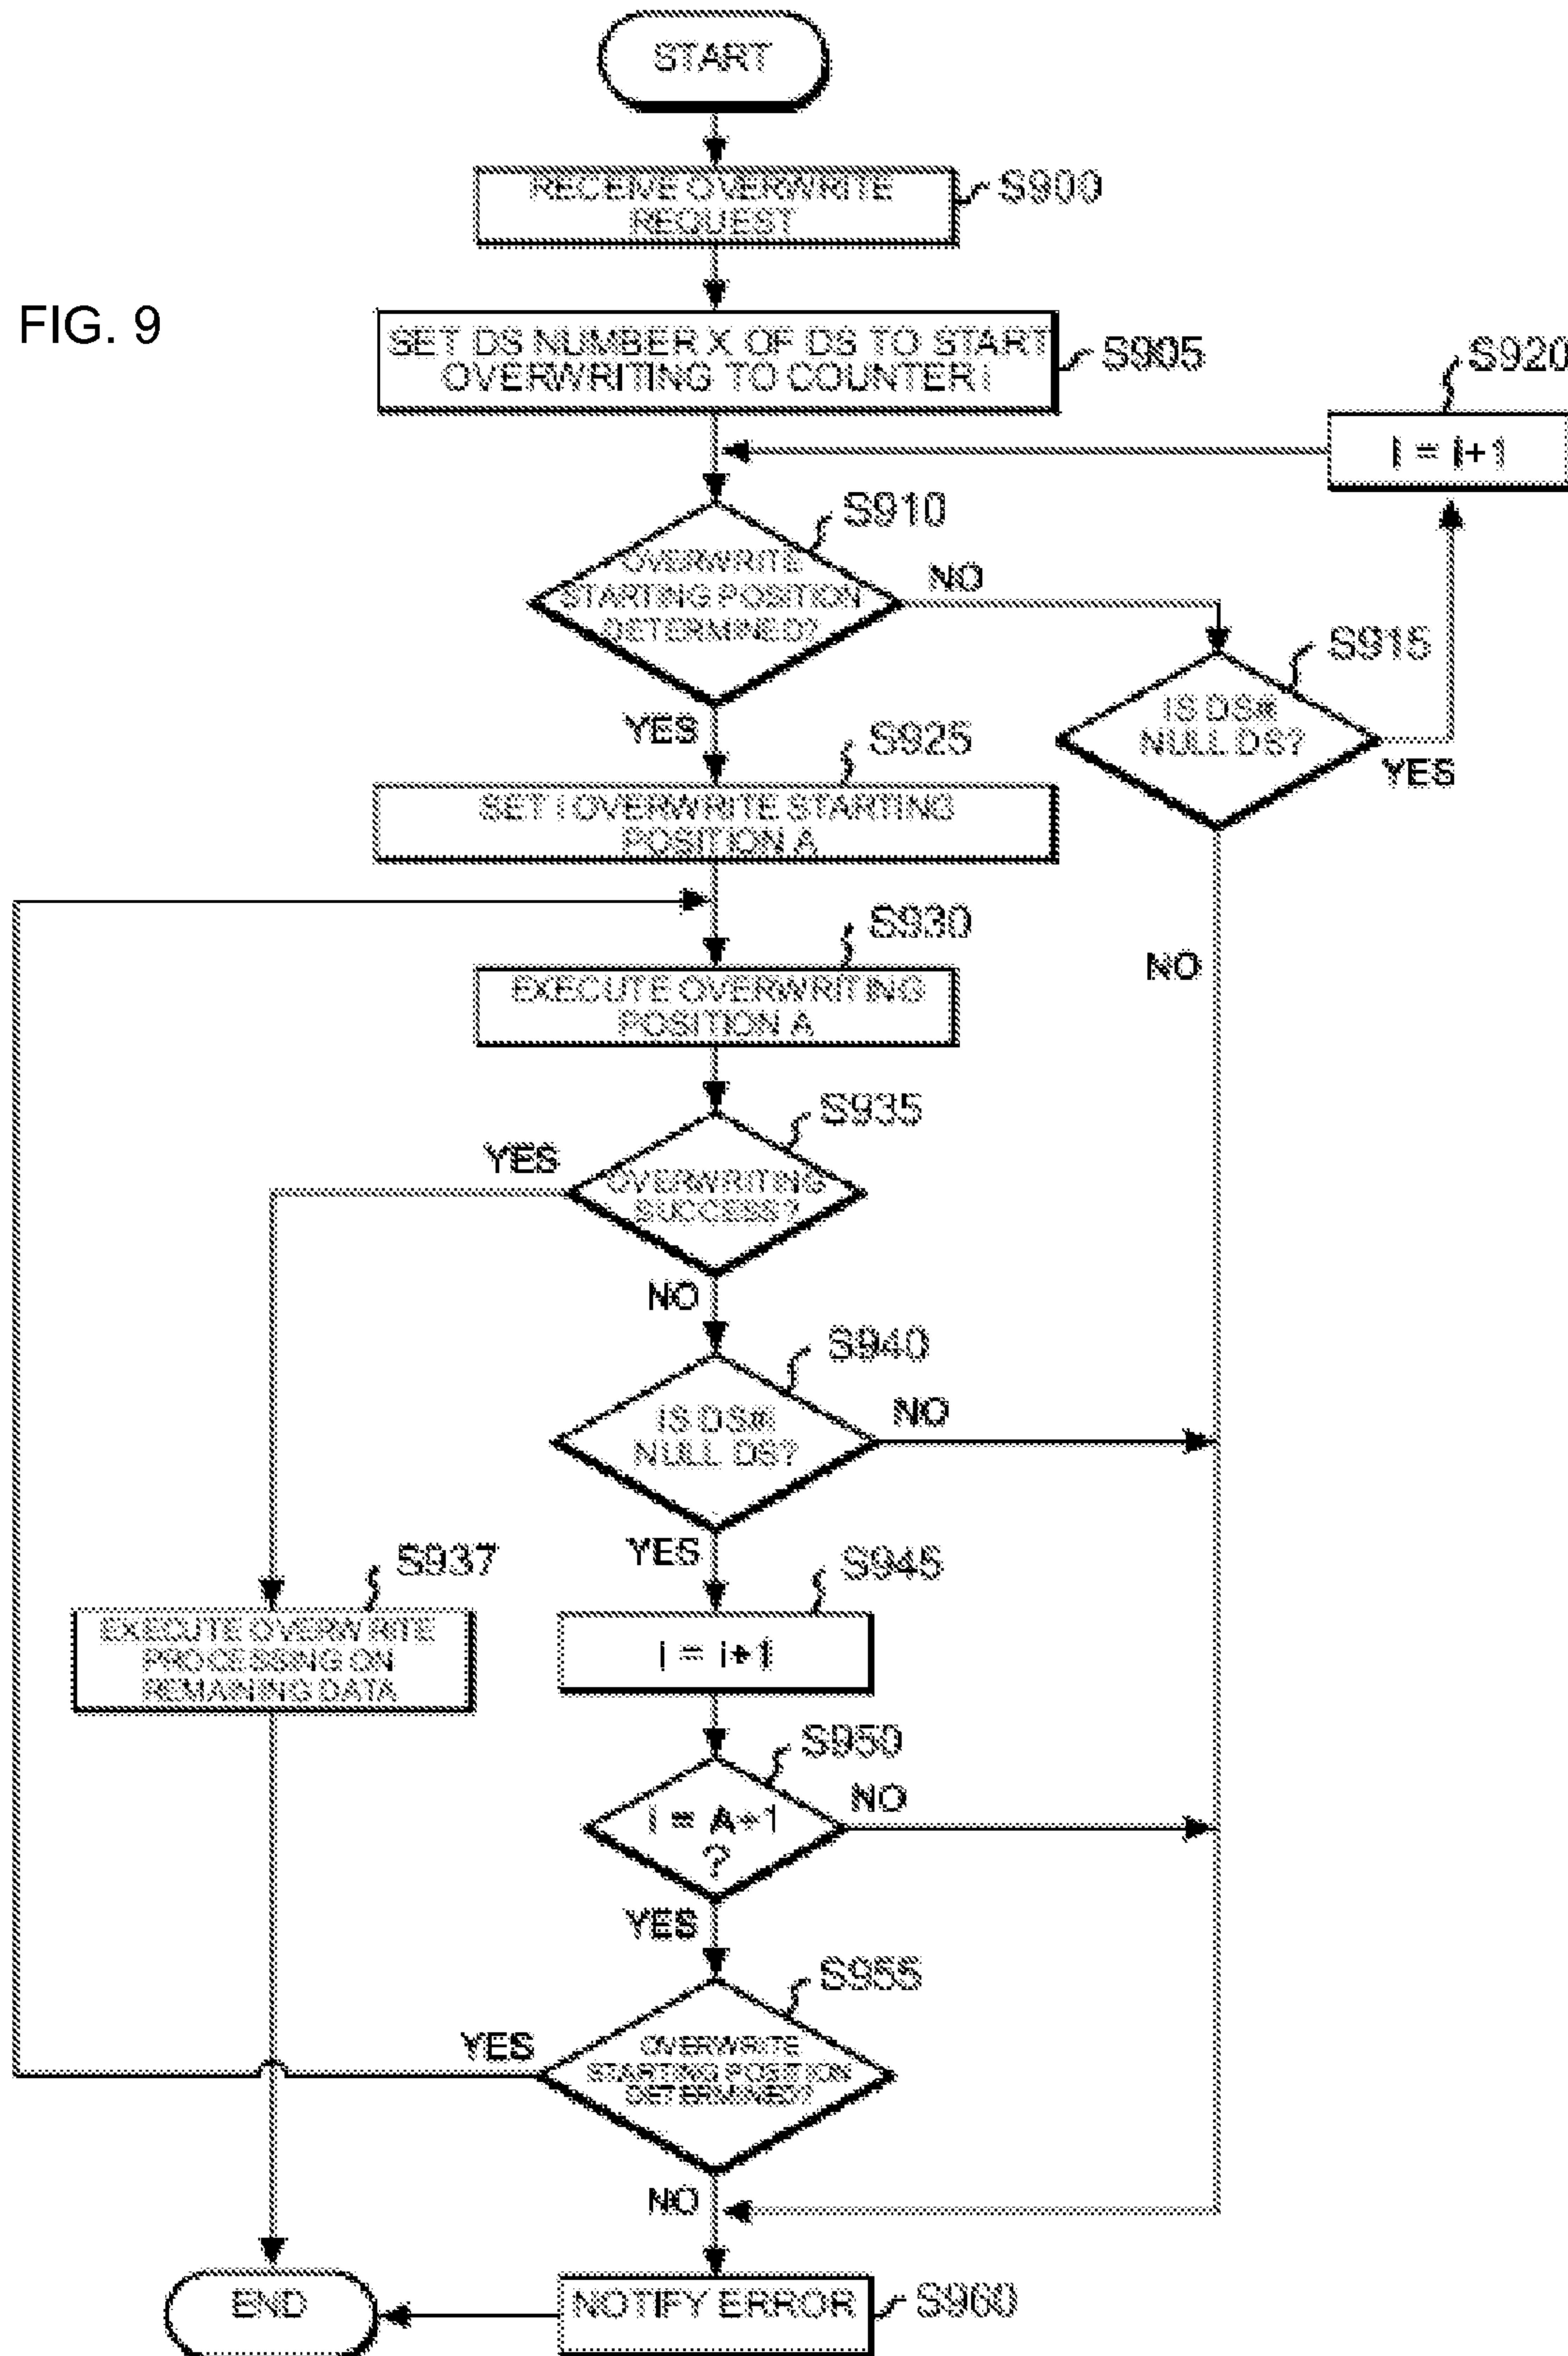 START
RECEIVE OVERWRITE
REQUEST
S900
FIG. 9
SET DS NUMBER X OF DS TO START
OVERWRITING TO COUNTER i
S905
S920
i = i+1
S910
OVERWRITE
STARTING POSITION
DETERMINED?
NO
S915
IS DS#i
NULL DS?
YES
YES
S925
SET i OVERWRITE STARTING
POSITION A
NO
S930
EXECUTE OVERWRITING
POSITION A
S935
YES
OVERWRITING
SUCCESS?
NO
S940
IS DS#i
NULL DS?
NO
YES
S937
EXECUTE OVERWRITE
PROCESSING ON
REMAINING DATA
S945
i = i+1
S950
i = A+1
?
NO
YES
S955
YES
OVERWRITE
STARTING POSITION
DETERMINED?
NO
END
NOTIFY ERROR
S960